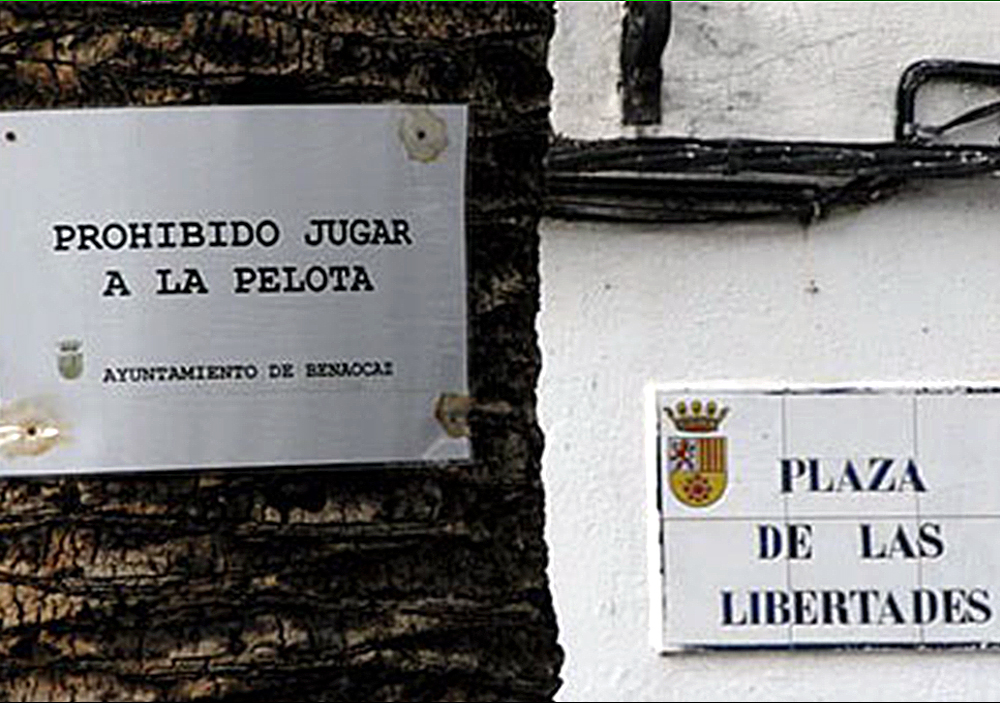 PROHIBIDO JUGAR
A LA PELOTA
AYUNTAMIENTO DE BENAOCAZ
PLAZA
DE LAS
LIBERTADES